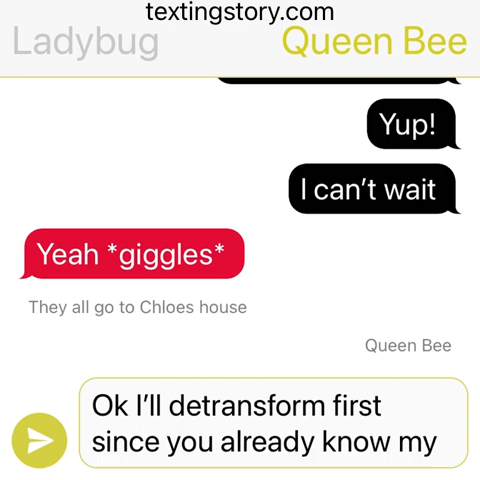 textingstory.com
Ladybug
Queen Bee
Yup!
I can't wait
Yeah *giggles*
They all go to Chloes house
Queen Bee
Ok I'll detransform first
since you already know my